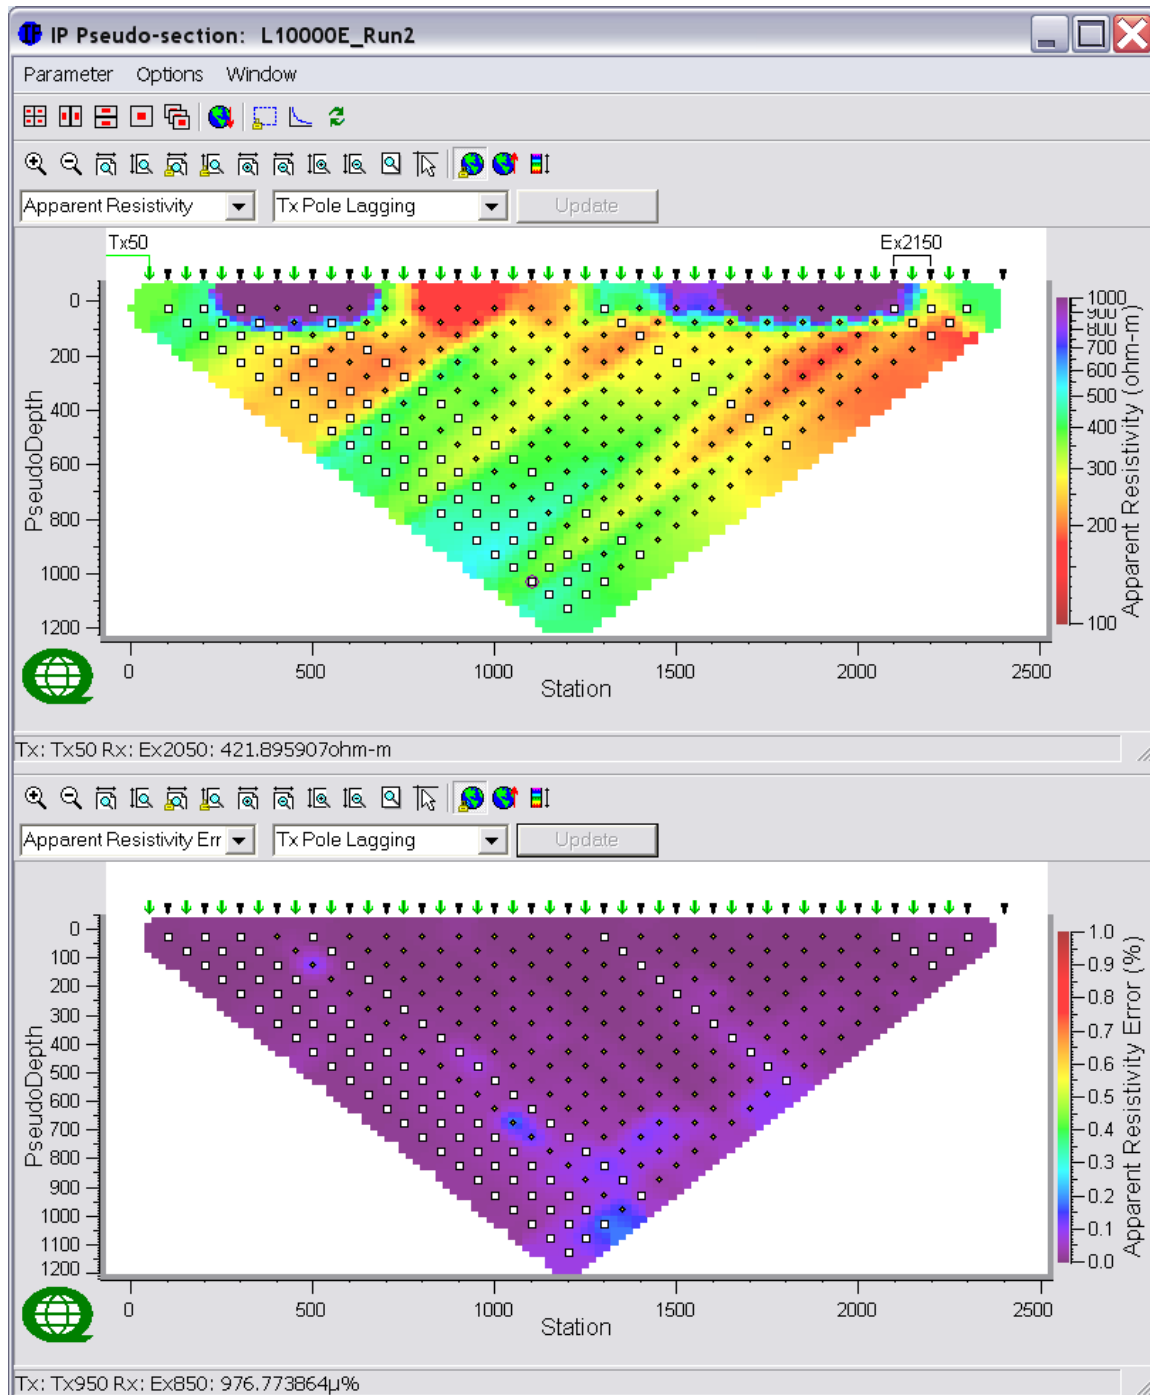 IP Pseudo-section: L10000E_Run2
Parameter Options Window
Apparent Resistivity Tx Pole Lagging Update
Tx50 Ex2150
0
200
400
600
800
1000
1200
PseudoDepth
0 500 1000 1500 2000 2500
Station
1000
900
800
700
600
500
400
300
200
100
Apparent Resistivity (ohm-m)
Tx: Tx50 Rx: Ex2050: 421.895907ohm-m
Apparent Resistivity Err Tx Pole Lagging Update
0
100
200
300
400
500
600
700
800
900
1000
1100
1200
PseudoDepth
0 500 1000 1500 2000 2500
Station
1.0
0.9
0.8
0.7
0.6
0.5
0.4
0.3
0.2
0.1
0.0
Apparent Resistivity Error (%)
Tx: Tx950 Rx: Ex850: 976.773864µ%